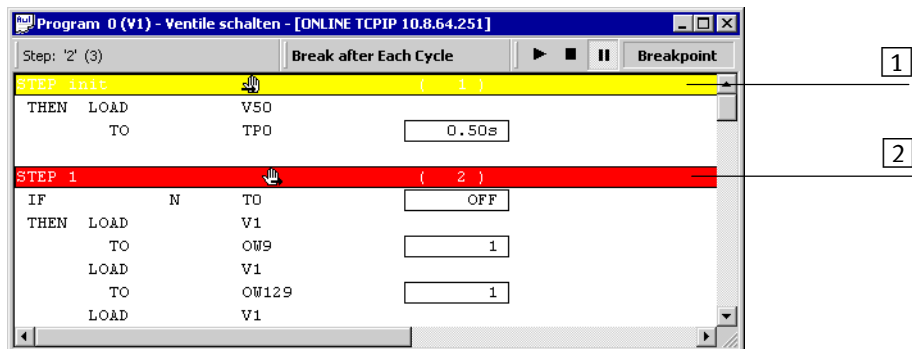 Program 0 (V1) - Ventile schalten - [ONLINE TCPIP 10.8.64.251]
Step: '2' (3) Break after Each Cycle Breakpoint
1
STEP init ( 1 )
THEN LOAD V50
TO TP0 0.50s
2
STEP 1 ( 2 )
IF N T0 OFF
THEN LOAD V1
TO OW9 1
LOAD V1
TO OW129 1
LOAD V1